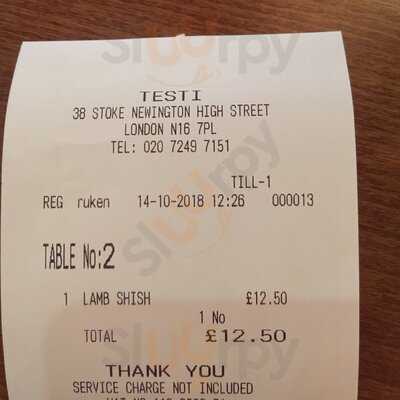 TESTI
38 STOKE NEWINGTON HIGH STREET
LONDON N16 7PL
TEL: 020 7249 7151
TILL-1
REG ruken 14-10-2018 12:26 000013
TABLE No:2
1 LAMB SHISH £12.50
1 No
TOTAL £12.50
THANK YOU
SERVICE CHARGE NOT INCLUDED